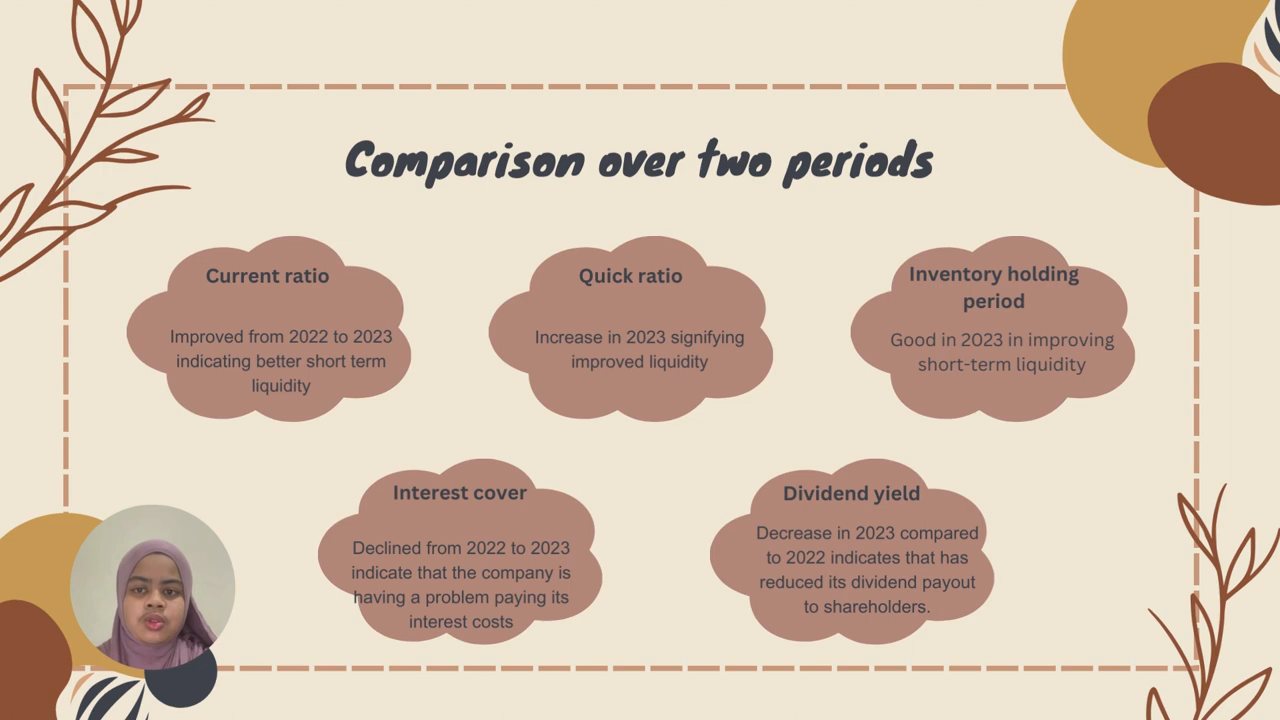 Comparison over two periods
Current ratio
Improved from 2022 to 2023
indicating better short term
liquidity
Quick ratio
Increase in 2023 signifying
improved liquidity
Inventory holding
period
Good in 2023 in improving
short-term liquidity
Interest cover
Declined from 2022 to 2023
indicate that the company is
having a problem paying its
interest costs
Dividend yield
Decrease in 2023 compared
to 2022 indicates that has
reduced its dividend payout
to shareholders.